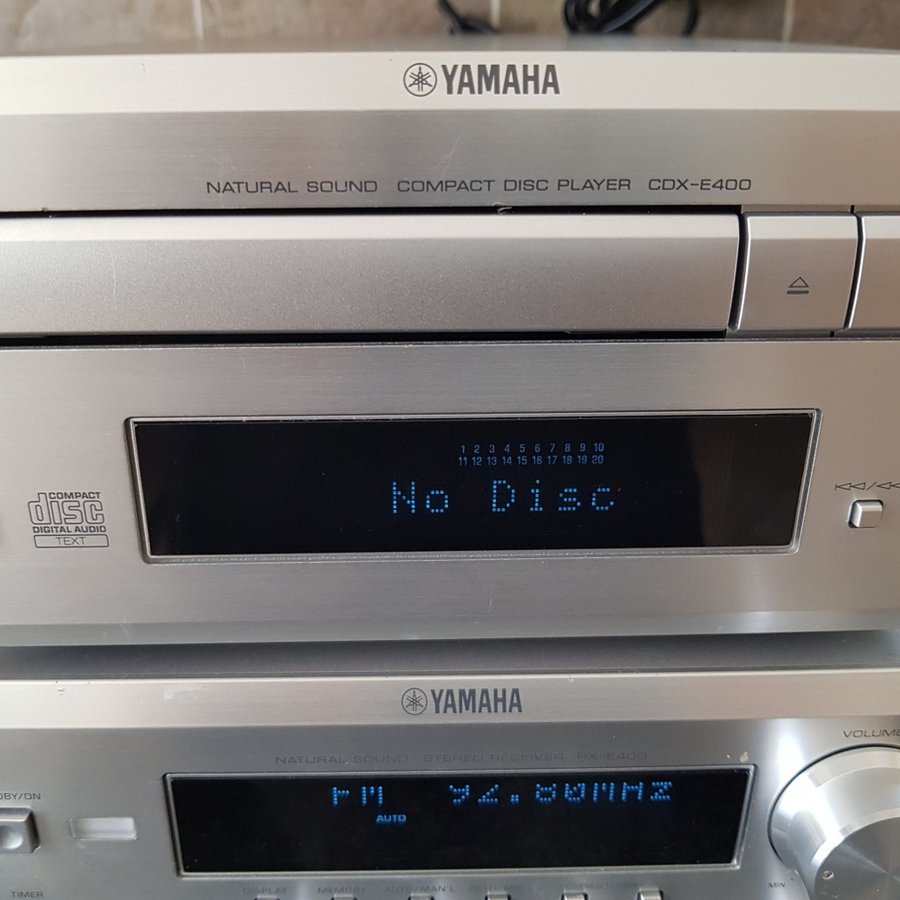 YAMAHA
NATURAL SOUND COMPACT DISC PLAYER CDX-E400
1 2 3 4 5 6 7 8 9 10
11 12 13 14 15 16 17 18 19 20
No Disc
COMPACT
disc
DIGITAL AUDIO
TEXT
YAMAHA
VOLUME
NATURAL SOUND STEREO RECEIVER RX-E400
FM 92.80MHz
AUTO
DBY/ON
TIMER
DISPLAY MEMORY AUTO/MAN'L
MIN